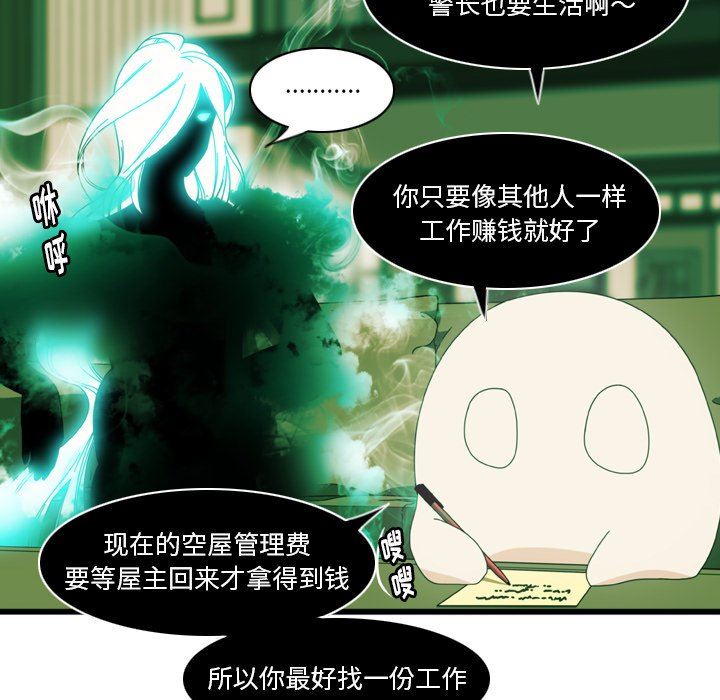 警长也要生活啊～
…………
你只要像其他人一样
工作赚钱就好了
咻呼
现在的空屋管理费
要等屋主回来才拿得到钱
嗖嗖
所以你最好找一份工作